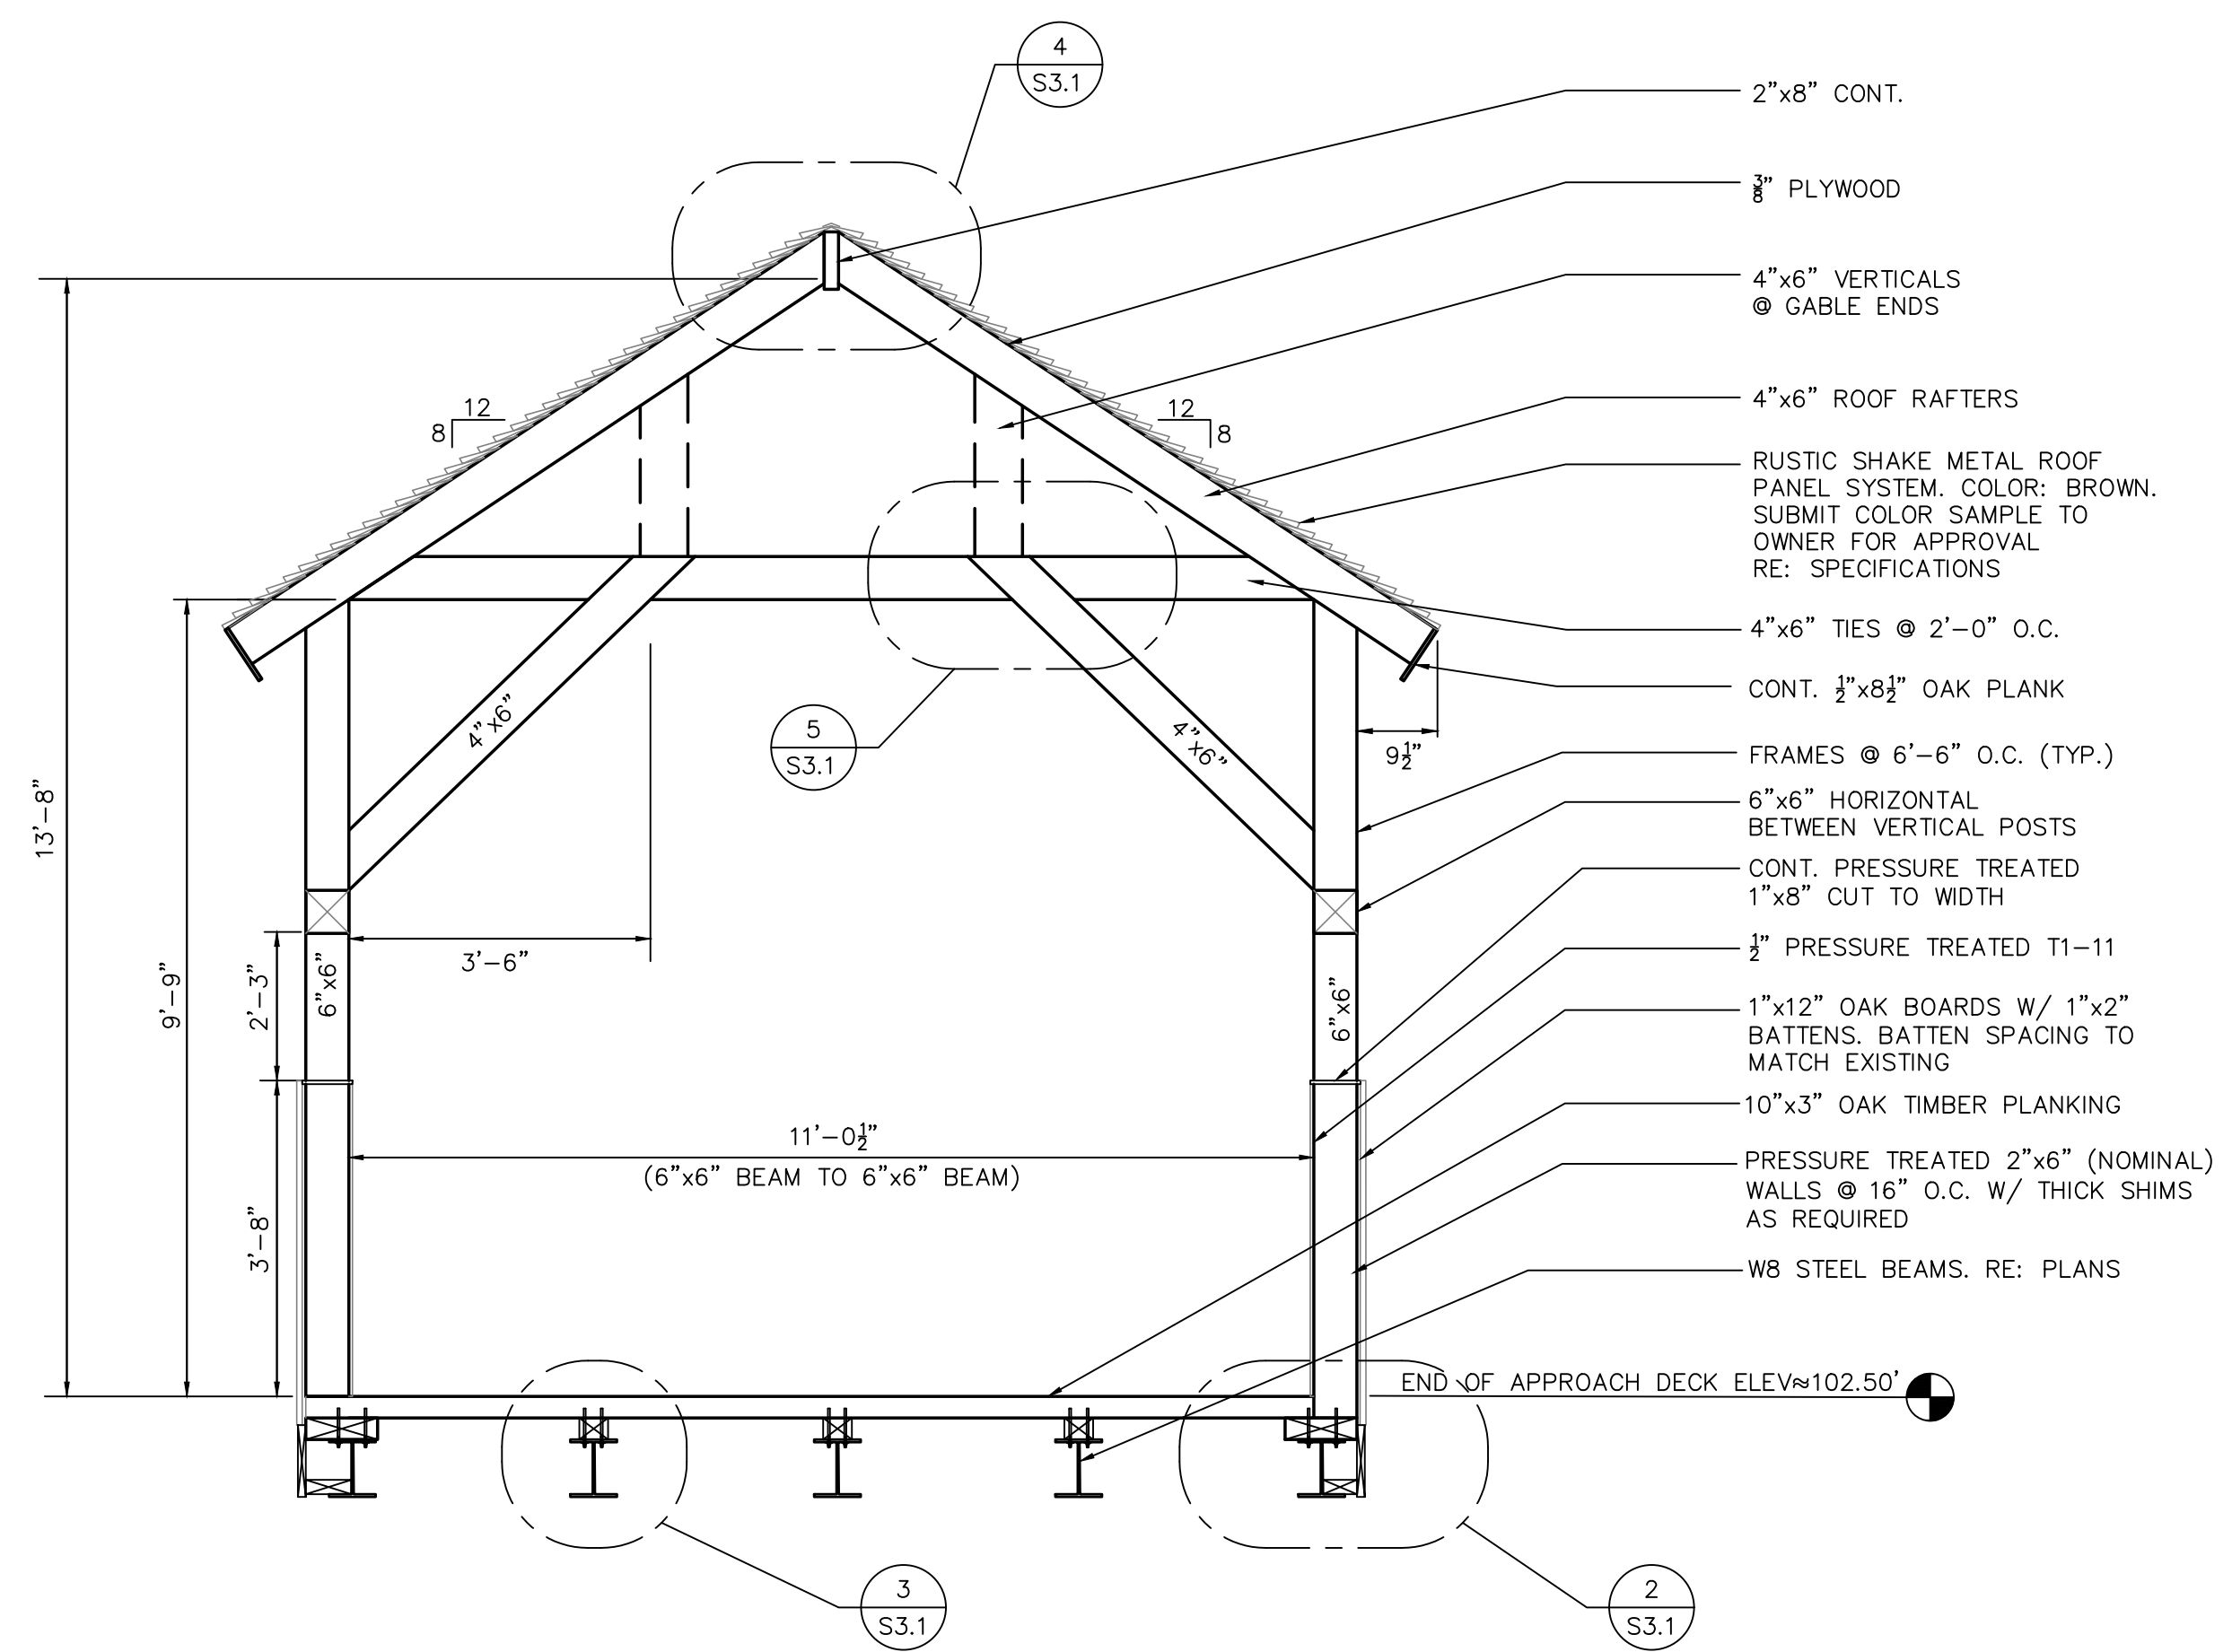 4
S3.1
2”x8” CONT.
3/8” PLYWOOD
4”x6” VERTICALS
@ GABLE ENDS
12
8
12
8
4”x6” ROOF RAFTERS
RUSTIC SHAKE METAL ROOF
PANEL SYSTEM. COLOR: BROWN.
SUBMIT COLOR SAMPLE TO
OWNER FOR APPROVAL
RE: SPECIFICATIONS
4”x6” TIES @ 2’–0” O.C.
CONT. 1/2”x8 1/2” OAK PLANK
9 1/2”
4”x6”
4”x6”
5
S3.1
FRAMES @ 6’–6” O.C. (TYP.)
6”x6” HORIZONTAL
BETWEEN VERTICAL POSTS
CONT. PRESSURE TREATED
1”x8” CUT TO WIDTH
13’–8”
9’–9”
2’–3”
6”x6”
3’–6”
6”x6”
1/2” PRESSURE TREATED T1–11
1”x12” OAK BOARDS W/ 1”x2”
BATTENS. BATTEN SPACING TO
MATCH EXISTING
10”x3” OAK TIMBER PLANKING
11’–0 1/2”
(6”x6” BEAM TO 6”x6” BEAM)
3’–8”
PRESSURE TREATED 2”x6” (NOMINAL)
WALLS @ 16” O.C. W/ THICK SHIMS
AS REQUIRED
W8 STEEL BEAMS. RE: PLANS
END OF APPROACH DECK ELEV≈102.50’
3
S3.1
2
S3.1